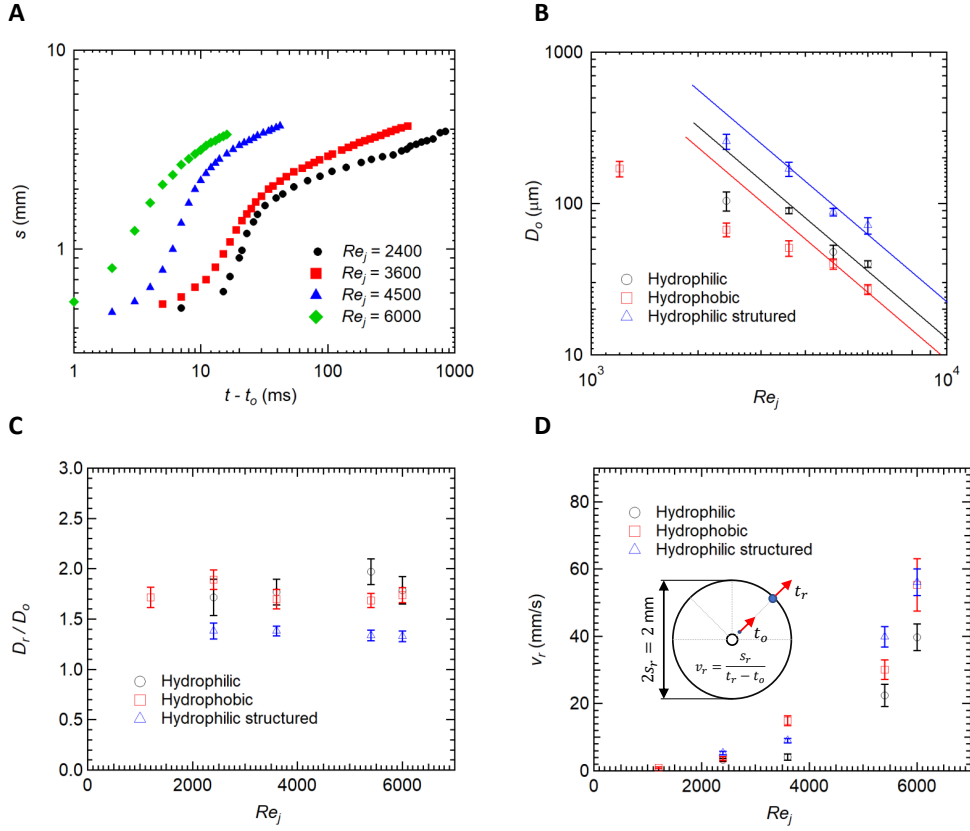 A
s (mm)
10
1
1
10
100
1000
t - t_o (ms)
Re_j = 2400
Re_j = 3600
Re_j = 4500
Re_j = 6000
B
D_o (µm)
1000
100
10
10^3
10^4
Re_j
Hydrophilic
Hydrophobic
Hydrophilic strutured
C
D_r / D_o
3.0
2.5
2.0
1.5
1.0
0.5
0.0
0
2000
4000
6000
Re_j
Hydrophilic
Hydrophobic
Hydrophilic structured
D
v_r (mm/s)
80
60
40
20
0
0
2000
4000
6000
Re_j
Hydrophilic
Hydrophobic
Hydrophilic structured
2s_r = 2 mm
t_r
t_o
v_r = s_r / (t_r − t_o)